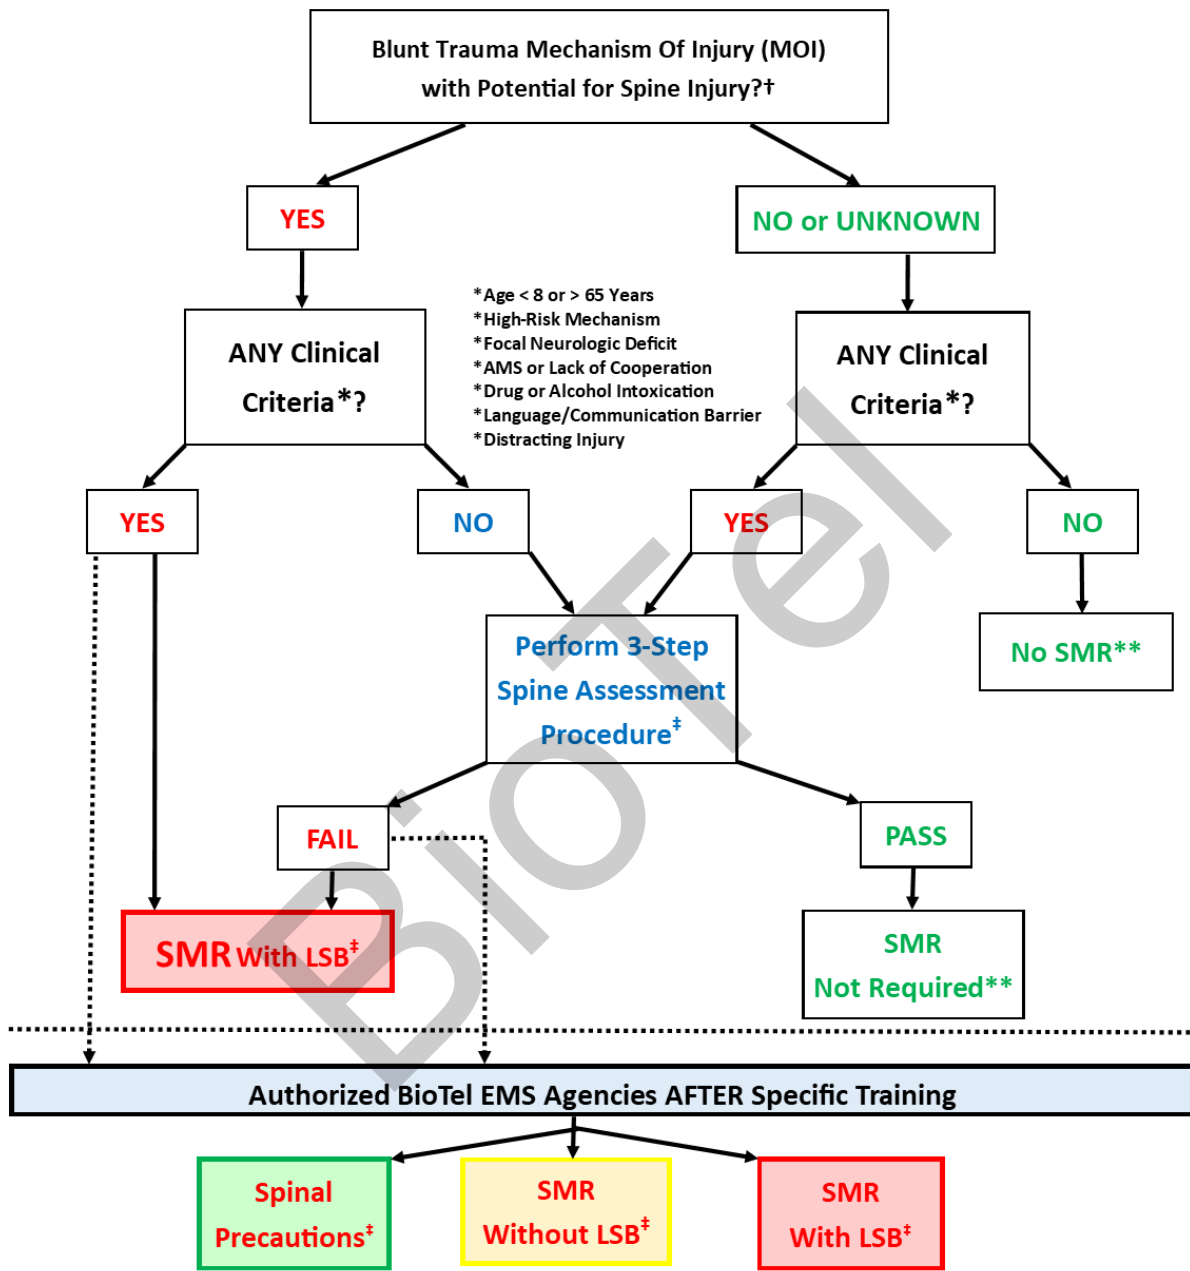 Blunt Trauma Mechanism Of Injury (MOI)
with Potential for Spine Injury?†
YES
NO or UNKNOWN
*Age < 8 or > 65 Years
*High-Risk Mechanism
*Focal Neurologic Deficit
*AMS or Lack of Cooperation
*Drug or Alcohol Intoxication
*Language/Communication Barrier
*Distracting Injury
ANY Clinical
Criteria*?
ANY Clinical
Criteria*?
YES
NO
YES
NO
Perform 3-Step
Spine Assessment
Procedure‡
No SMR**
FAIL
PASS
SMR With LSB‡
SMR
Not Required**
Authorized BioTel EMS Agencies AFTER Specific Training
Spinal
Precautions‡
SMR
Without LSB‡
SMR
With LSB‡
BioTel